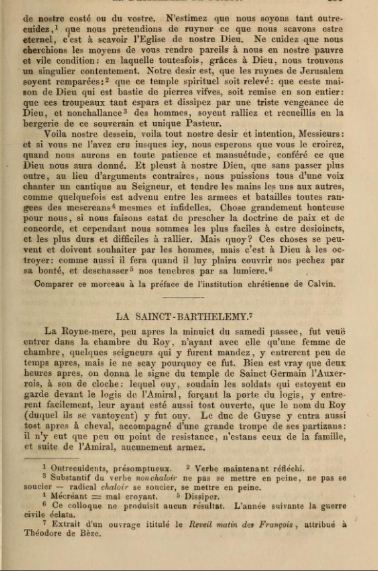 de nostre costé ou du vostre. N'estimez que nous soyons tant outre-
cuidez,¹ que nous pretendions de ruyner ce que nous scavons estre
eternel, c'est à scavoir l'Eglise de nostre Dieu. Ne cuidez que nous
cherchions les moyens de vous rendre pareils à nous en nostre pauvre
et vile condition: en laquelle toutesfois, grâces à Dieu, nous trouvons
un singulier contentement. Notre desir est, que les ruynes de Jerusalem
soyent remparées:² que ce temple spirituel soit relevé: que ceste mai-
son de Dieu qui est bastie de pierres vifves, soit remise en son entier:
que ces troupeaux tant espars et dissipez par une triste vengeance de
Dieu, et nonchallance³ des hommes, soyent ralliez et recueillis en la
bergerie de ce souverain et unique Pasteur.
Voila nostre dessein, voila tout nostre desir et intention, Messieurs:
et si vous ne l'avez cru iusques icy, nous esperons que vous le croirez,
quand nous aurons en toute patience et mansuétude, conféré ce que
Dieu nous aura donné. Et pleust à nostre Dieu, que sans passer plus
outre, au lieu d'arguments contraires, nous puissions tous d'une voix
chanter un cantique au Seigneur, et tendre les mains les uns aux autres,
comme quelquefois est advenu entre les armees et batailles toutes ran-
gees des mescreans⁴ mesmes et infideles. Chose grandement honteuse
pour nous, si nous faisons estat de prescher la doctrine de paix et de
concorde, et cependant nous sommes les plus faciles à estre desioincts,
et les plus durs et difficiles à rallier. Mais quoy? Ces choses se peu-
vent et doivent souhaiter par les hommes, mais c'est à Dieu à les oc-
troyer: comme aussi il fera quand il luy plaira couvrir nos pechez par
sa bonté, et deschasser⁵ nos tenebres par sa lumiere.⁶
Comparer ce morceau à la préface de l'institution chrétienne de Calvin.
LA SAINCT-BARTHELEMY.⁷
La Royne-mere, peu apres la minuict du samedi passee, fut veuë
entrer dans la chambre du Roy, n'ayant avec elle qu'une femme de
chambre, quelques seigneurs qui y furent mandez, y entrerent peu de
temps apres, mais ie ne scay pourquoy ce fut. Bien est vray que deux
heures apres, on donna le signe du temple de Sainct Germain l'Auxer-
rois, à son de cloche: lequel ouy, soudain les soldats qui estoyent en
garde devant le logis de l'Amiral, forçant la porte du logis, y entre-
rent facilement, leur ayant esté aussi tost ouverte, que le nom du Roy
(duquel ils se vantoyent) y fut ouy. Le duc de Guyse y entra aussi
tost apres à cheval, accompagné d'une grande troupe de ses partizans:
il n'y eut que peu ou point de resistance, n'estans ceux de la famille,
et suite de l'Amiral, aucunement armez.
¹ Outrecuidents, présomptueux. ² Verbe maintenant réfléchi.
³ Substantif du verbe nonchaloir ne pas se mettre en peine, ne pas se
soucier — radical chaloir se soucier, se mettre en peine.
⁴ Mécréant = mal croyant. ⁵ Dissiper.
⁶ Ce colloque ne produisit aucun résultat. L'année suivante la guerre
civile éclata.
⁷ Extrait d'un ouvrage ititulé le Reveil matin des François, attribué à
Théodore de Bèze.